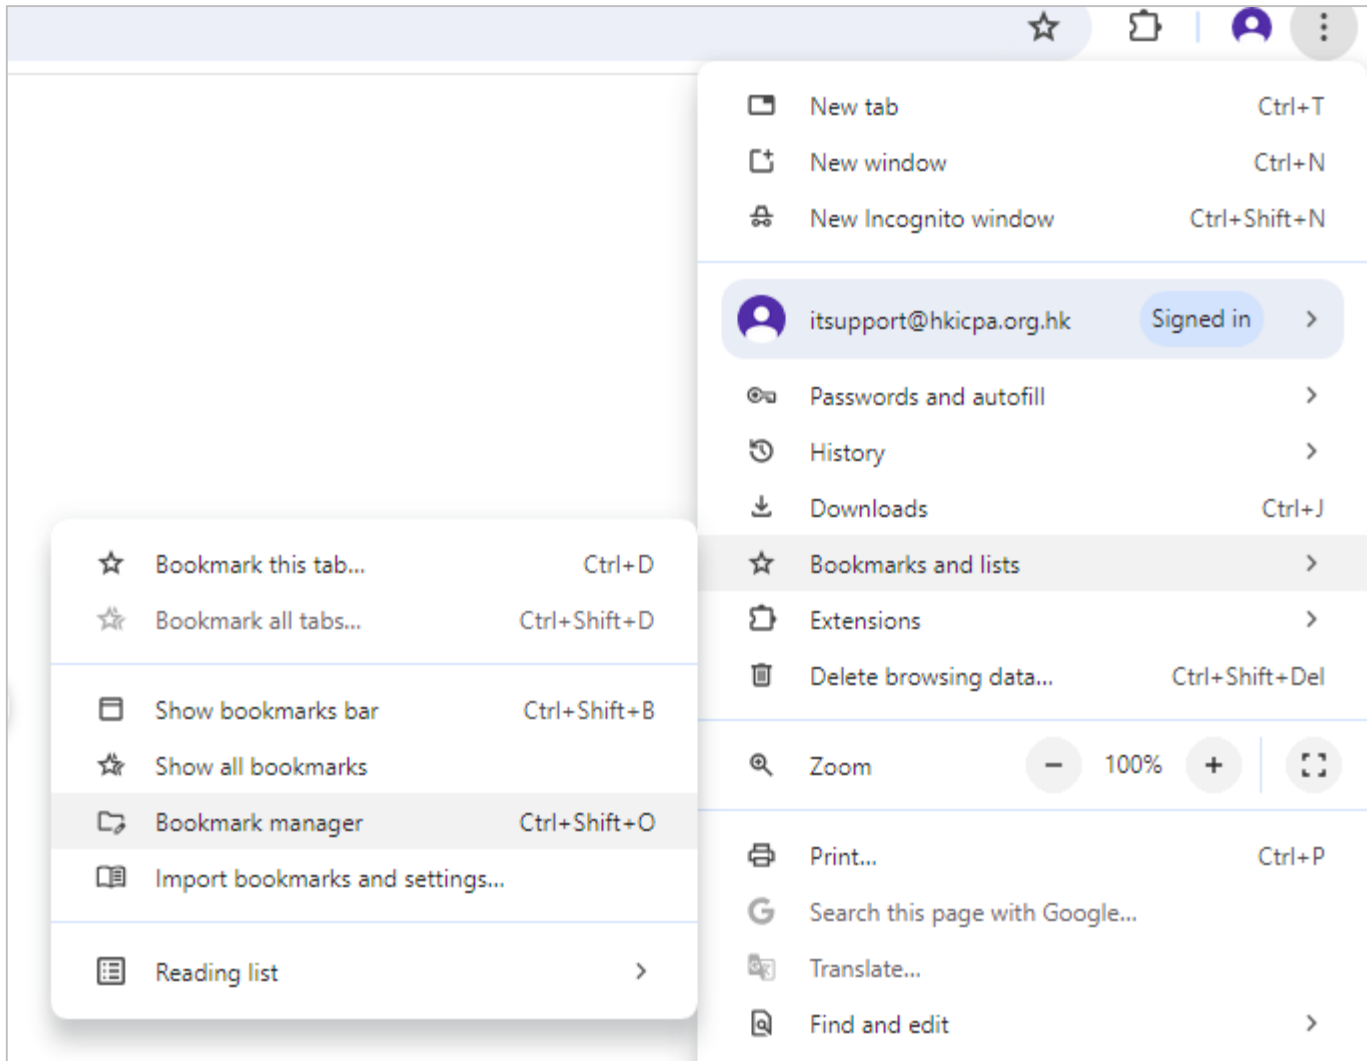 New tab Ctrl+T
New window Ctrl+N
New Incognito window Ctrl+Shift+N
itsupport@hkicpa.org.hk Signed in
Passwords and autofill
History
Downloads Ctrl+J
Bookmarks and lists
Extensions
Delete browsing data... Ctrl+Shift+Del
Zoom − 100% +
Print... Ctrl+P
Search this page with Google...
Translate...
Find and edit
Bookmark this tab... Ctrl+D
Bookmark all tabs... Ctrl+Shift+D
Show bookmarks bar Ctrl+Shift+B
Show all bookmarks
Bookmark manager Ctrl+Shift+O
Import bookmarks and settings...
Reading list